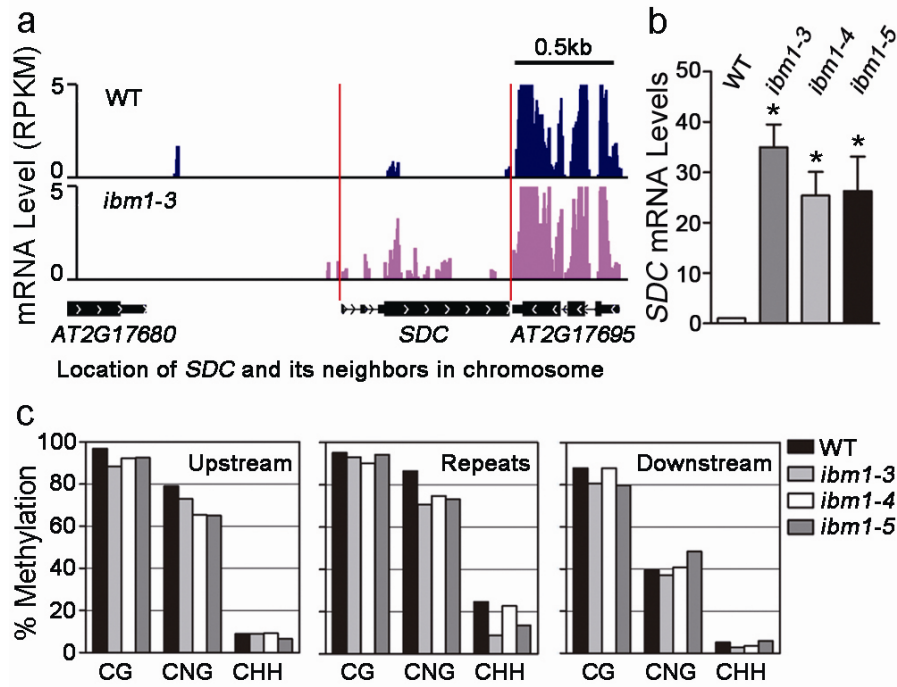 a
mRNA Level (RPKM)
5
WT
0
5
ibm1-3
0
0.5kb
AT2G17680
SDC
AT2G17695
Location of SDC and its neighbors in chromosome
b
SDC mRNA Levels
50
40
30
20
10
0
WT
ibm1-3
ibm1-4
ibm1-5
*
*
*
c
% Methylation
100
80
60
40
20
0
Upstream
CG CNG CHH
Repeats
CG CNG CHH
Downstream
CG CNG CHH
WT
ibm1-3
ibm1-4
ibm1-5